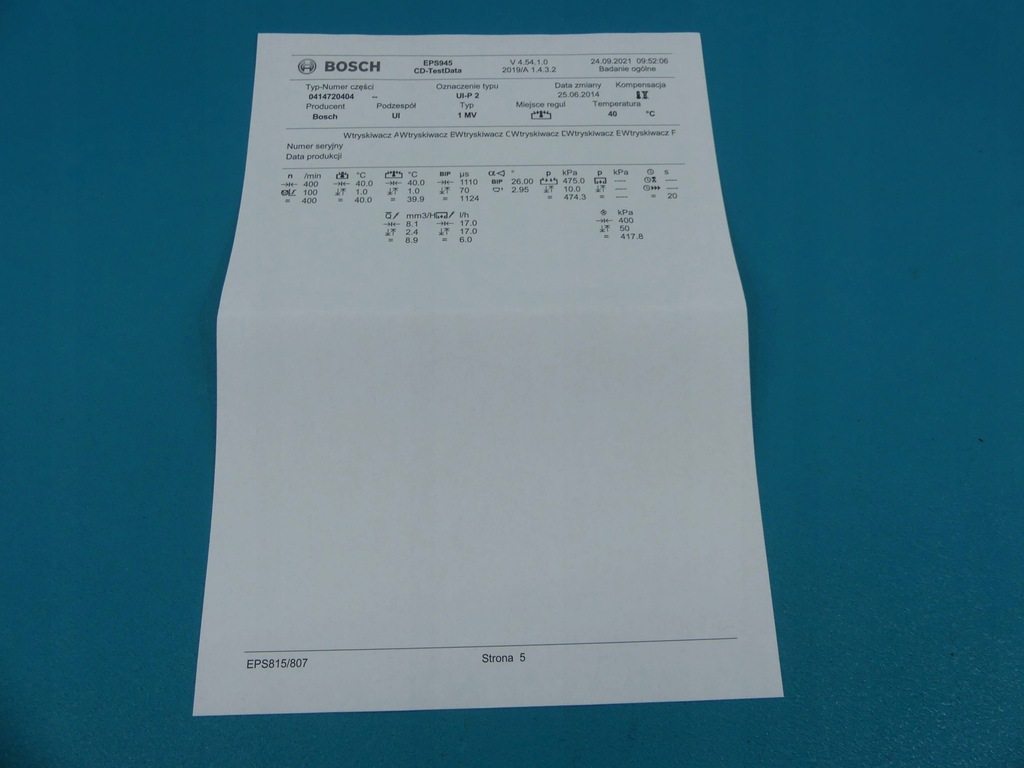 BOSCH EPS945 V 4.54.1.0 24.09.2021 09:52:06
CD-TestData 2019/A 1.4.3.2 Badanie ogólne
Typ-Numer części Oznaczenie typu Data zmiany Kompensacja
0414720404 -- UI-P 2 25.06.2014
Producent Podzespół Typ Miejsce regul Temperatura
Bosch UI 1 MV 40 °C
Wtryskiwacz A Wtryskiwacz B Wtryskiwacz C Wtryskiwacz D Wtryskiwacz E Wtryskiwacz F
Numer seryjny
Data produkcji
n /min °C °C BIP µs α ° p kPa p kPa s
400 40.0 40.0 1110 BIP 26.00 475.0 ---- ----
100 1.0 1.0 70 2.95 10.0 ---- ----
= 400 = 40.0 = 39.9 = 1124 = 474.3 = ---- = 20
mm3/H l/h kPa
8.1 17.0 400
2.4 17.0 50
= 8.9 = 6.0 = 417.8
EPS815/807 Strona 5